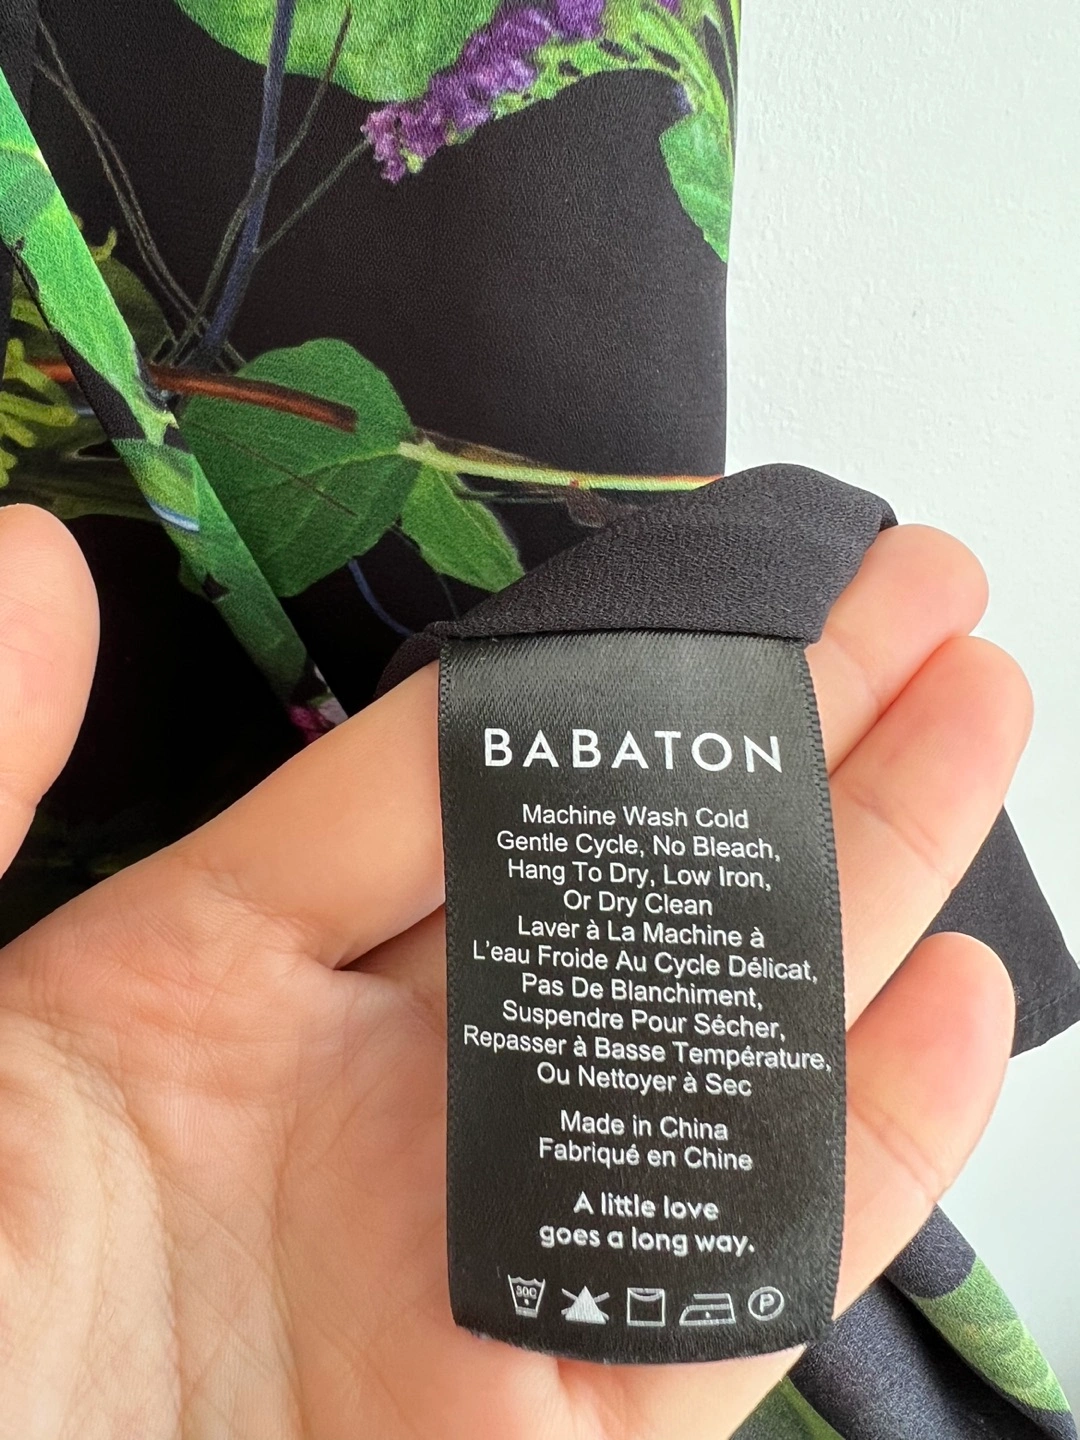 BABATON
Machine Wash Cold
Gentle Cycle, No Bleach,
Hang To Dry, Low Iron,
Or Dry Clean
Laver à La Machine à
L'eau Froide Au Cycle Délicat,
Pas De Blanchiment,
Suspendre Pour Sécher,
Repasser à Basse Température,
Ou Nettoyer à Sec
Made in China
Fabriqué en Chine
A little love
goes a long way.
30C P